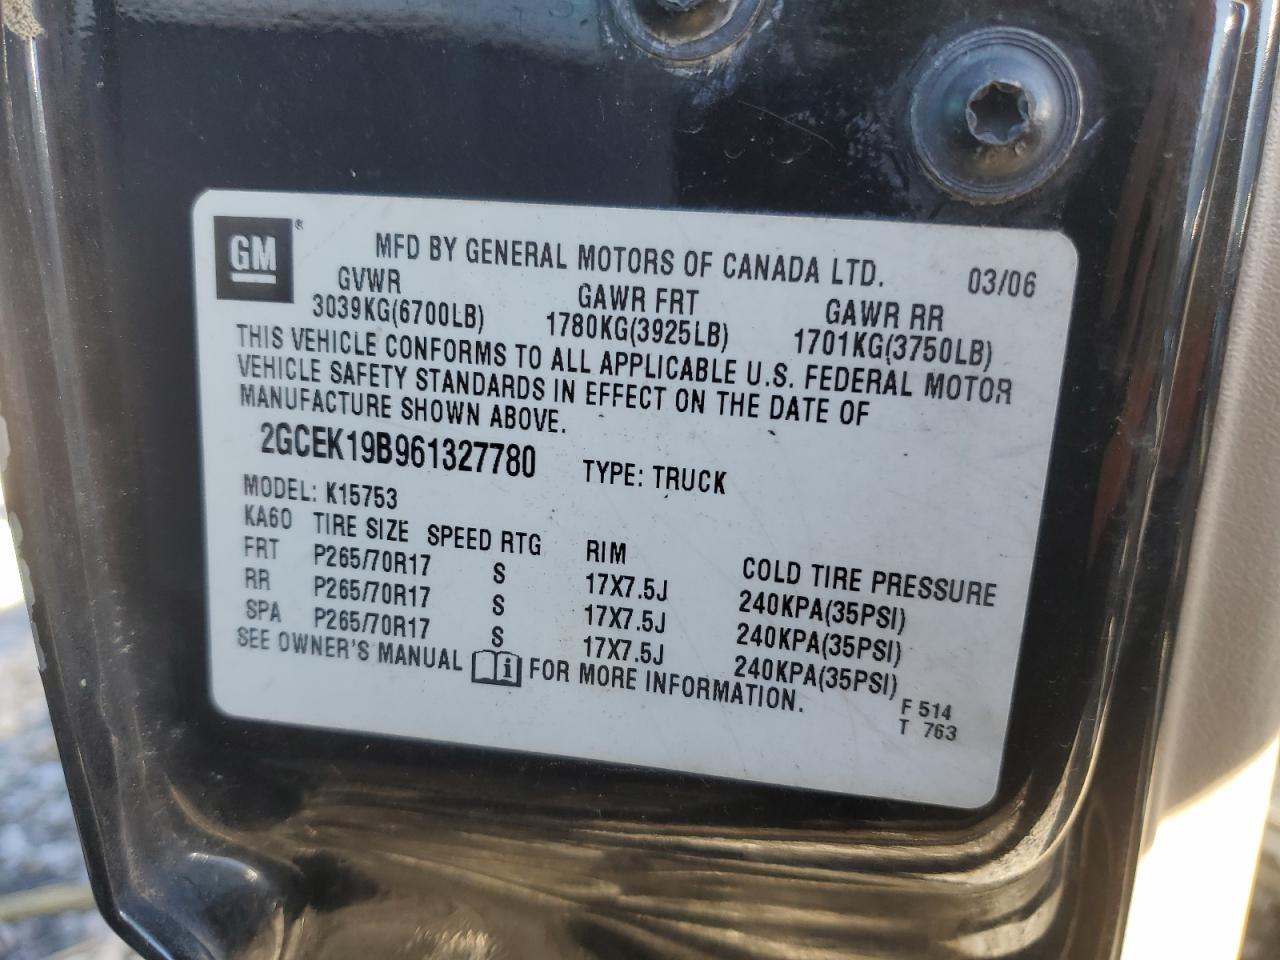 GM ®
MFD BY GENERAL MOTORS OF CANADA LTD. 03/06
GVWR GAWR FRT GAWR RR
3039KG(6700LB) 1780KG(3925LB) 1701KG(3750LB)
THIS VEHICLE CONFORMS TO ALL APPLICABLE U.S. FEDERAL MOTOR
VEHICLE SAFETY STANDARDS IN EFFECT ON THE DATE OF
MANUFACTURE SHOWN ABOVE.
2GCEK19B961327780 TYPE: TRUCK
MODEL: K15753
KA60 TIRE SIZE SPEED RTG RIM COLD TIRE PRESSURE
FRT P265/70R17 S 17X7.5J 240KPA(35PSI)
RR P265/70R17 S 17X7.5J 240KPA(35PSI)
SPA P265/70R17 S 17X7.5J 240KPA(35PSI)
SEE OWNER'S MANUAL i FOR MORE INFORMATION.
F 514
T 763